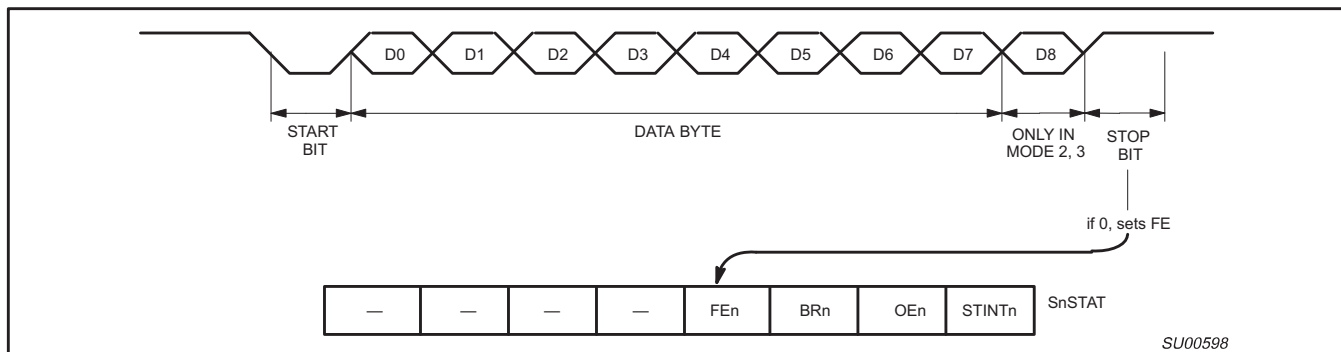 D0 D1 D2 D3 D4 D5 D6 D7 D8
START
BIT
DATA BYTE
ONLY IN
MODE 2, 3
STOP
BIT
if 0, sets FE
— — — — FEn BRn OEn STINTn SnSTAT
SU00598